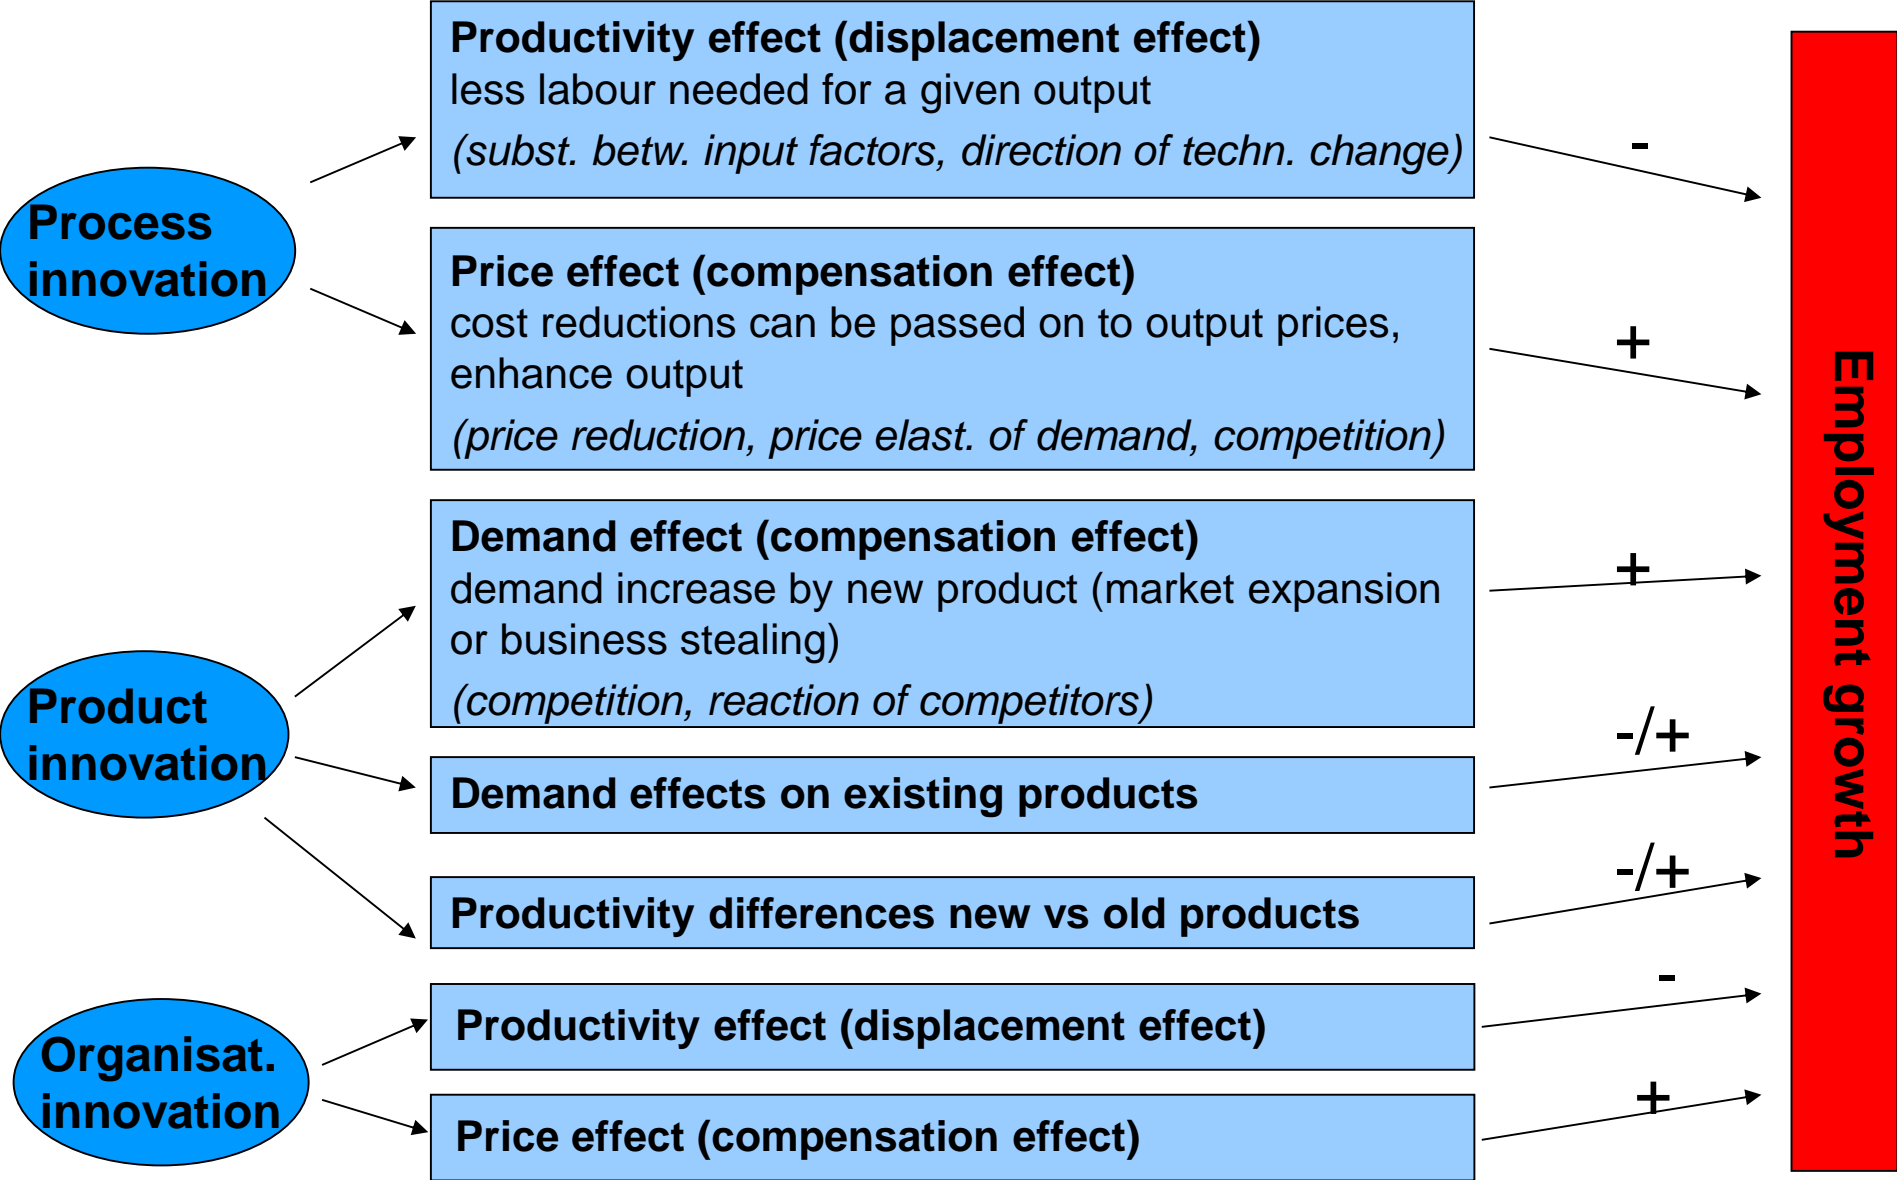 Process
innovation
Productivity effect (displacement effect)
less labour needed for a given output
(subst. betw. input factors, direction of techn. change)
-
Price effect (compensation effect)
cost reductions can be passed on to output prices,
enhance output
(price reduction, price elast. of demand, competition)
+
Product
innovation
Demand effect (compensation effect)
demand increase by new product (market expansion
or business stealing)
(competition, reaction of competitors)
+
Demand effects on existing products
-/+
Productivity differences new vs old products
-/+
Organisat.
innovation
Productivity effect (displacement effect)
-
Price effect (compensation effect)
+
Employment growth